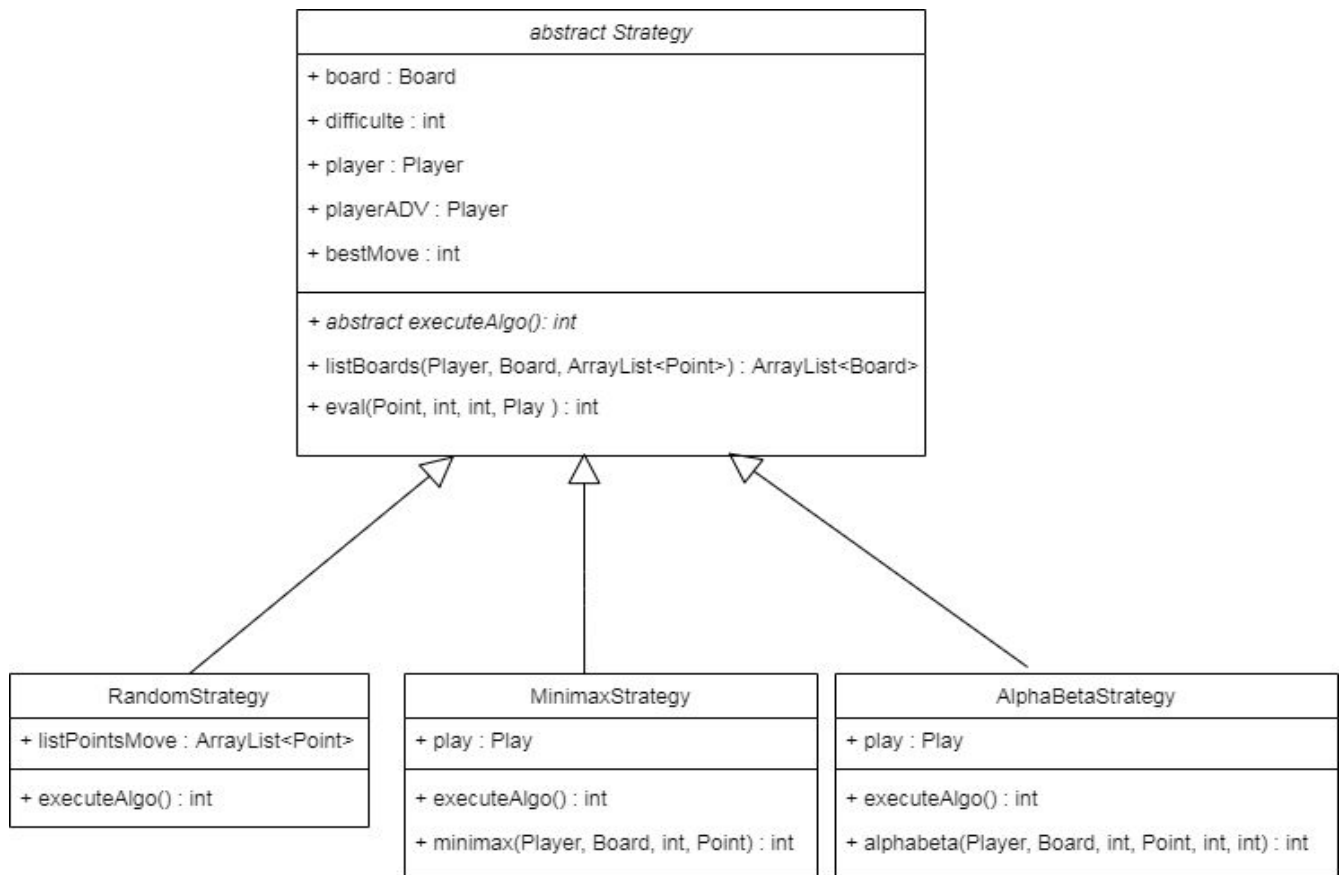 abstract Strategy
+ board : Board
+ difficulte : int
+ player : Player
+ playerADV : Player
+ bestMove : int
+ abstract executeAlgo(): int
+ listBoards(Player, Board, ArrayList<Point>) : ArrayList<Board>
+ eval(Point, int, int, Play ) : int
RandomStrategy
+ listPointsMove : ArrayList<Point>
+ executeAlgo() : int
MinimaxStrategy
+ play : Play
+ executeAlgo() : int
+ minimax(Player, Board, int, Point) : int
AlphaBetaStrategy
+ play : Play
+ executeAlgo() : int
+ alphabeta(Player, Board, int, Point, int, int) : int